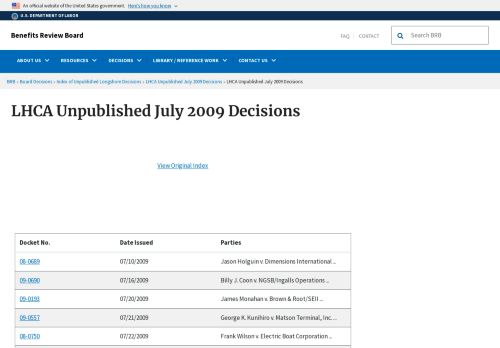 An official website of the United States government. Here's how you know
U.S. DEPARTMENT OF LABOR
Benefits Review Board
FAQ CONTACT
Search BRB
ABOUT US RESOURCES DECISIONS LIBRARY / REFERENCE WORK CONTACT US
BRB › Board Decisions › Index of Unpublished Longshore Decisions › LHCA Unpublished July 2009 Decisions › LHCA Unpublished July 2009 Decisions
LHCA Unpublished July 2009 Decisions
View Original Index
Docket No. Date Issued Parties
08-0689 07/10/2009 Jason Holguin v. Dimensions International ...
09-0690 07/16/2009 Billy J. Coon v. NGSB/Ingalls Operations ...
09-0193 07/20/2009 James Monahan v. Brown & Root/SEII ...
09-0557 07/21/2009 George K. Kunihiro v. Matson Terminal, Inc. ...
08-0750 07/22/2009 Frank Wilson v. Electric Boat Corporation ...